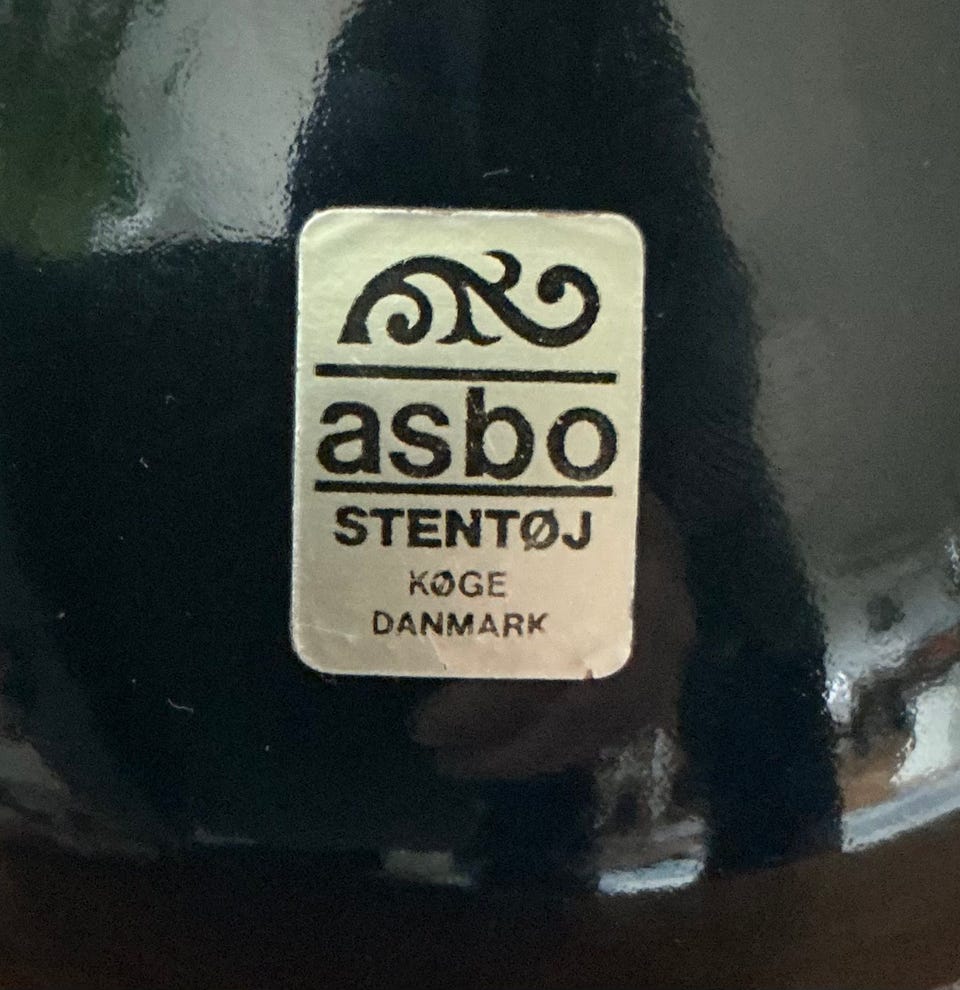 asbo
STENTØJ
KØGE
DANMARK